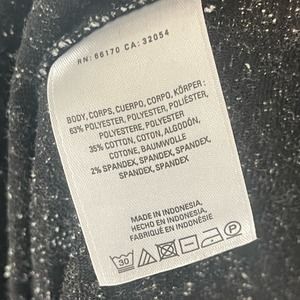 RN: 66170 CA: 32054
BODY, CORPS, CUERPO, CORPO, KÖRPER :
63% POLYESTER, POLYESTER, POLIÉSTER,
POLYESTERE, POLYESTER
35% COTTON, COTON, ALGODÓN,
COTONE, BAUMWOLLE
2% SPANDEX, SPANDEX, SPANDEX,
SPANDEX, SPANDEX
MADE IN INDONESIA,
HECHO EN INDONESIA,
FABRIQUÉ EN INDONÉSIE
30
P